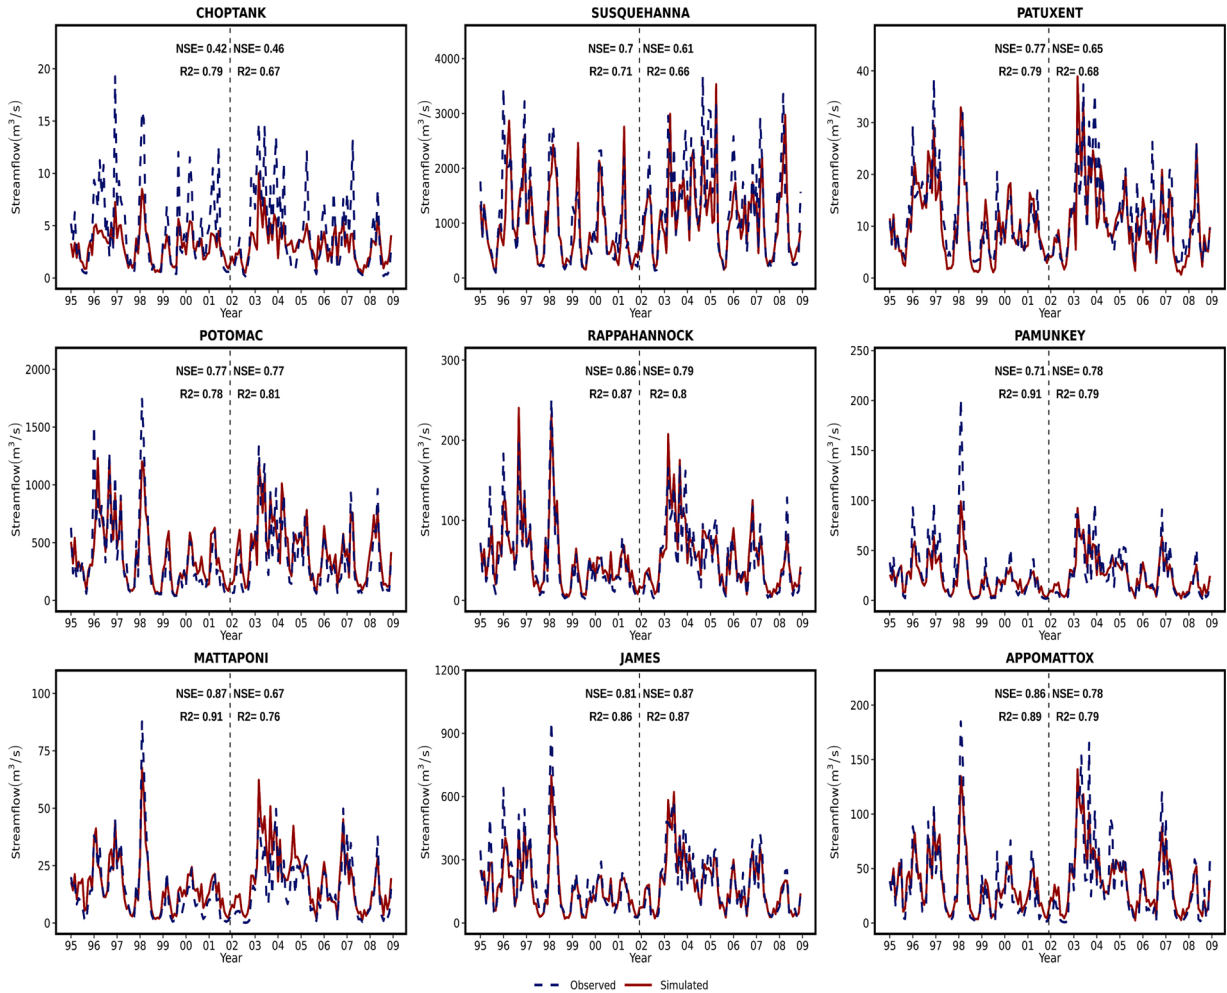 CHOPTANK
NSE= 0.42 NSE= 0.46
R2= 0.79 R2= 0.67
20
15
10
5
0
Streamflow(m³/s)
95 96 97 98 99 00 01 02 03 04 05 06 07 08 09
Year
SUSQUEHANNA
NSE= 0.7 NSE= 0.61
R2= 0.71 R2= 0.66
4000
3000
2000
1000
0
Streamflow(m³/s)
95 96 97 98 99 00 01 02 03 04 05 06 07 08 09
Year
PATUXENT
NSE= 0.77 NSE= 0.65
R2= 0.79 R2= 0.68
40
30
20
10
0
Streamflow(m³/s)
95 96 97 98 99 00 01 02 03 04 05 06 07 08 09
Year
POTOMAC
NSE= 0.77 NSE= 0.77
R2= 0.78 R2= 0.81
2000
1500
1000
500
0
Streamflow(m³/s)
95 96 97 98 99 00 01 02 03 04 05 06 07 08 09
Year
RAPPAHANNOCK
NSE= 0.86 NSE= 0.79
R2= 0.87 R2= 0.8
300
200
100
0
Streamflow(m³/s)
95 96 97 98 99 00 01 02 03 04 05 06 07 08 09
Year
PAMUNKEY
NSE= 0.71 NSE= 0.78
R2= 0.91 R2= 0.79
250
200
150
100
50
0
Streamflow(m³/s)
95 96 97 98 99 00 01 02 03 04 05 06 07 08 09
Year
MATTAPONI
NSE= 0.87 NSE= 0.67
R2= 0.91 R2= 0.76
100
75
50
25
0
Streamflow(m³/s)
95 96 97 98 99 00 01 02 03 04 05 06 07 08 09
Year
JAMES
NSE= 0.81 NSE= 0.87
R2= 0.86 R2= 0.87
1200
900
600
300
0
Streamflow(m³/s)
95 96 97 98 99 00 01 02 03 04 05 06 07 08 09
Year
APPOMATTOX
NSE= 0.86 NSE= 0.78
R2= 0.89 R2= 0.79
200
150
100
50
0
Streamflow(m³/s)
95 96 97 98 99 00 01 02 03 04 05 06 07 08 09
Year
Observed Simulated